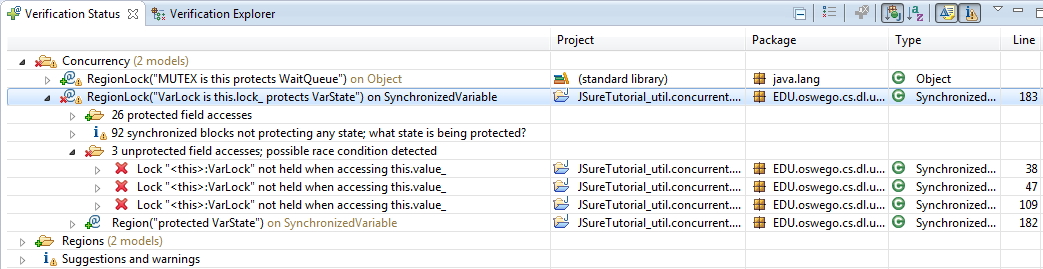 Verification Status Verification Explorer
Project Package Type Line
Concurrency (2 models)
RegionLock("MUTEX is this protects WaitQueue") on Object (standard library) java.lang Object
RegionLock("VarLock is this.lock_ protects VarState") on SynchronizedVariable JSureTutorial_util.concurrent.... EDU.oswego.cs.dl.u... Synchronized... 183
26 protected field accesses
92 synchronized blocks not protecting any state; what state is being protected?
3 unprotected field accesses; possible race condition detected
Lock "<this>:VarLock" not held when accessing this.value_ JSureTutorial_util.concurrent.... EDU.oswego.cs.dl.u... Synchronized... 38
Lock "<this>:VarLock" not held when accessing this.value_ JSureTutorial_util.concurrent.... EDU.oswego.cs.dl.u... Synchronized... 47
Lock "<this>:VarLock" not held when accessing this.value_ JSureTutorial_util.concurrent.... EDU.oswego.cs.dl.u... Synchronized... 109
Region("protected VarState") on SynchronizedVariable JSureTutorial_util.concurrent.... EDU.oswego.cs.dl.u... Synchronized... 182
Regions (2 models)
Suggestions and warnings